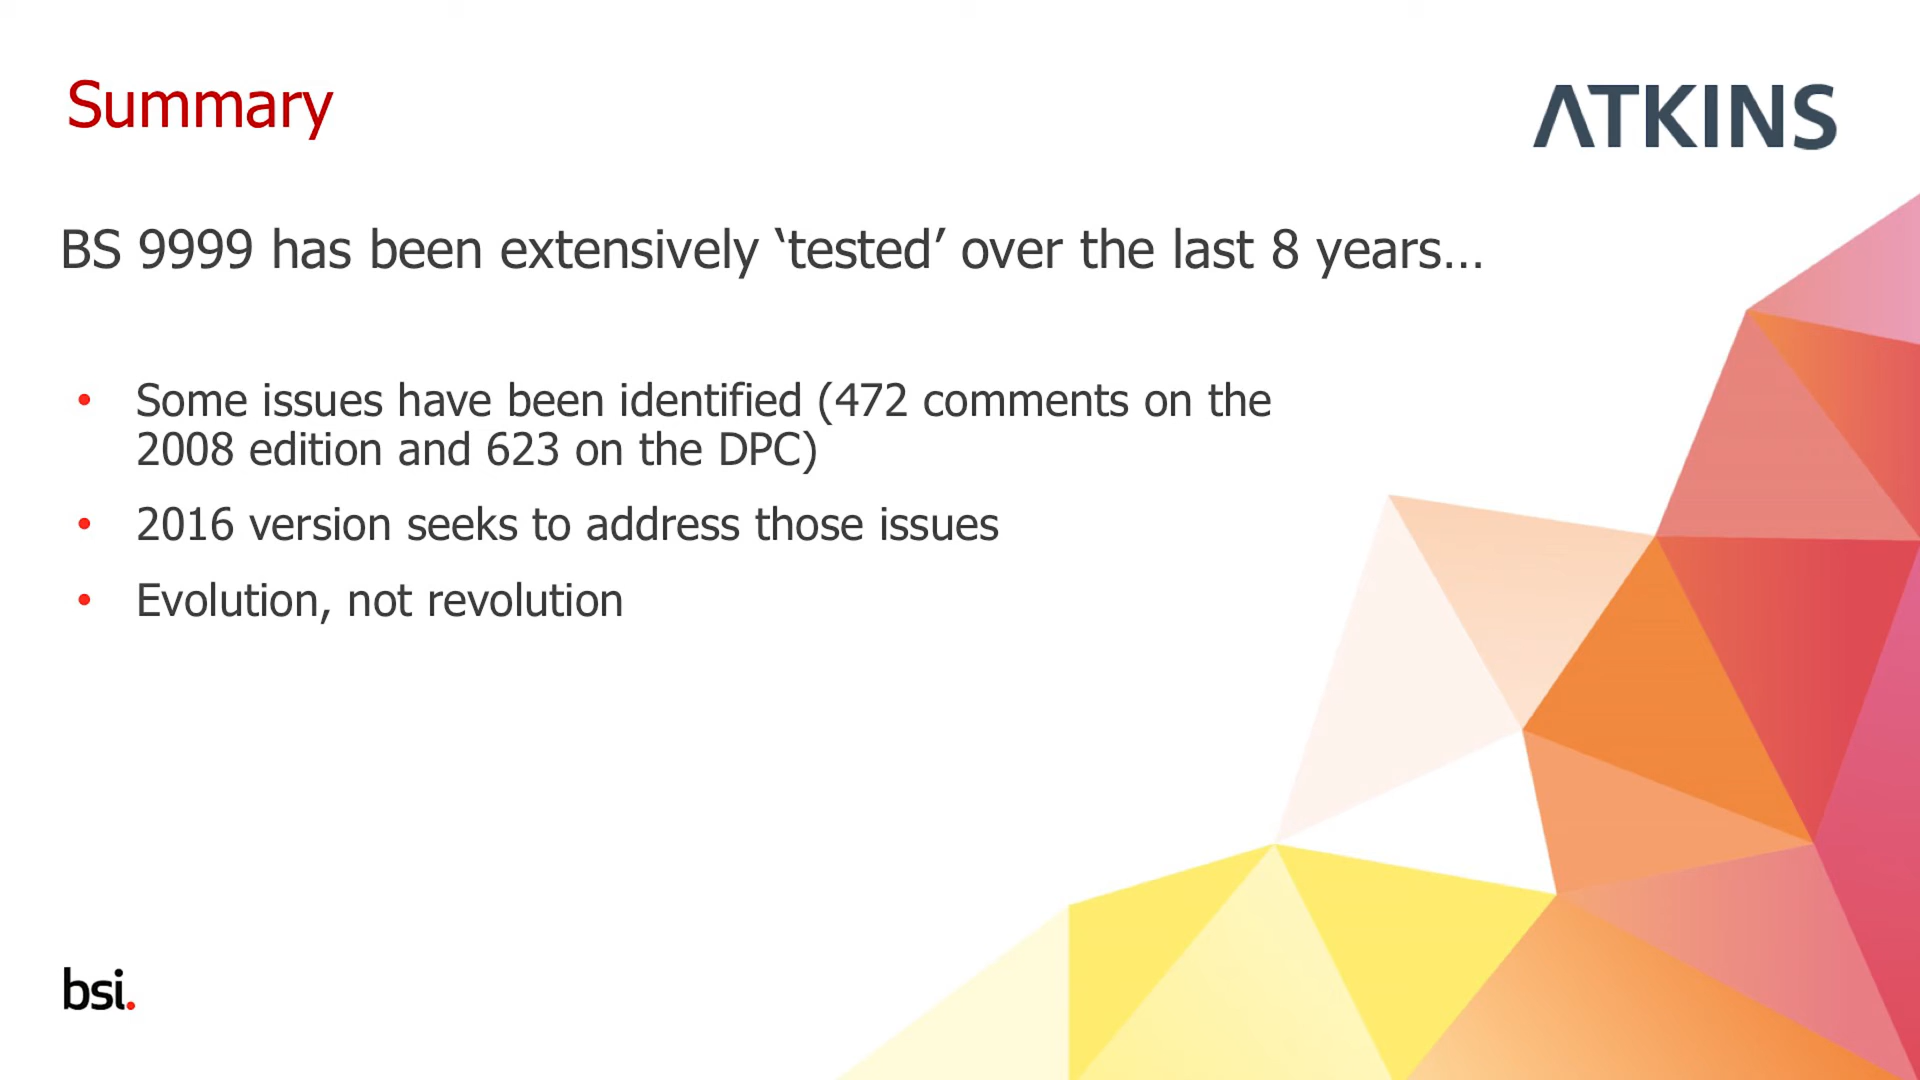 Summary
ATKINS
BS 9999 has been extensively ‘tested’ over the last 8 years…
• Some issues have been identified (472 comments on the
2008 edition and 623 on the DPC)
• 2016 version seeks to address those issues
• Evolution, not revolution
bsi.